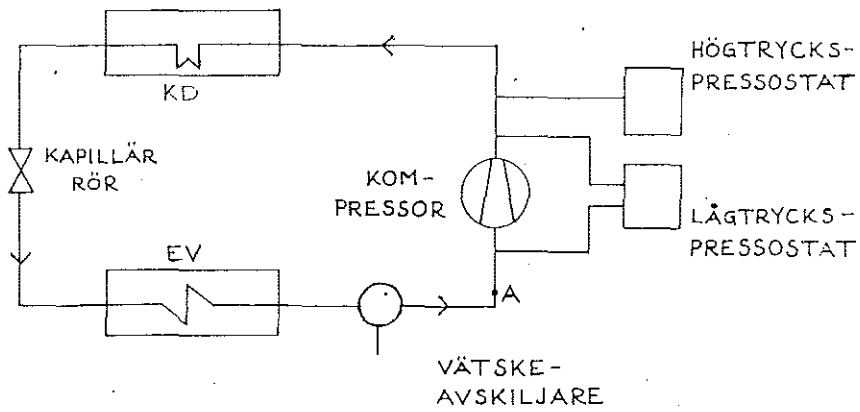 HÖGTRYCKS-
PRESSOSTAT
KD
KAPILLÄR
RÖR
KOM-
PRESSOR
LÅGTRYCKS-
PRESSOSTAT
EV
A
VÄTSKE-
AVSKILJARE